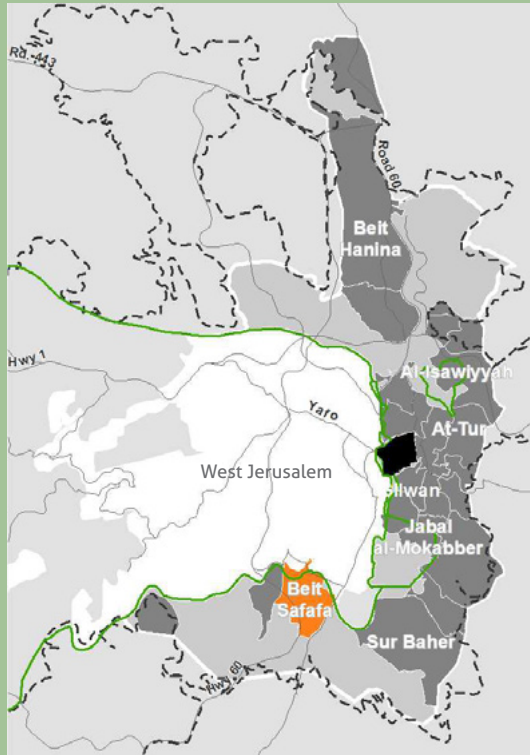 Rd. 443
Road 60
Beit
Hanina
Hwy 1
Al-Isawiyyah
Yafo
At-Tur
West Jerusalem
Silwan
Jabal
al-Mokabber
Beit
Safafa
Sur Baher
Hwy 60